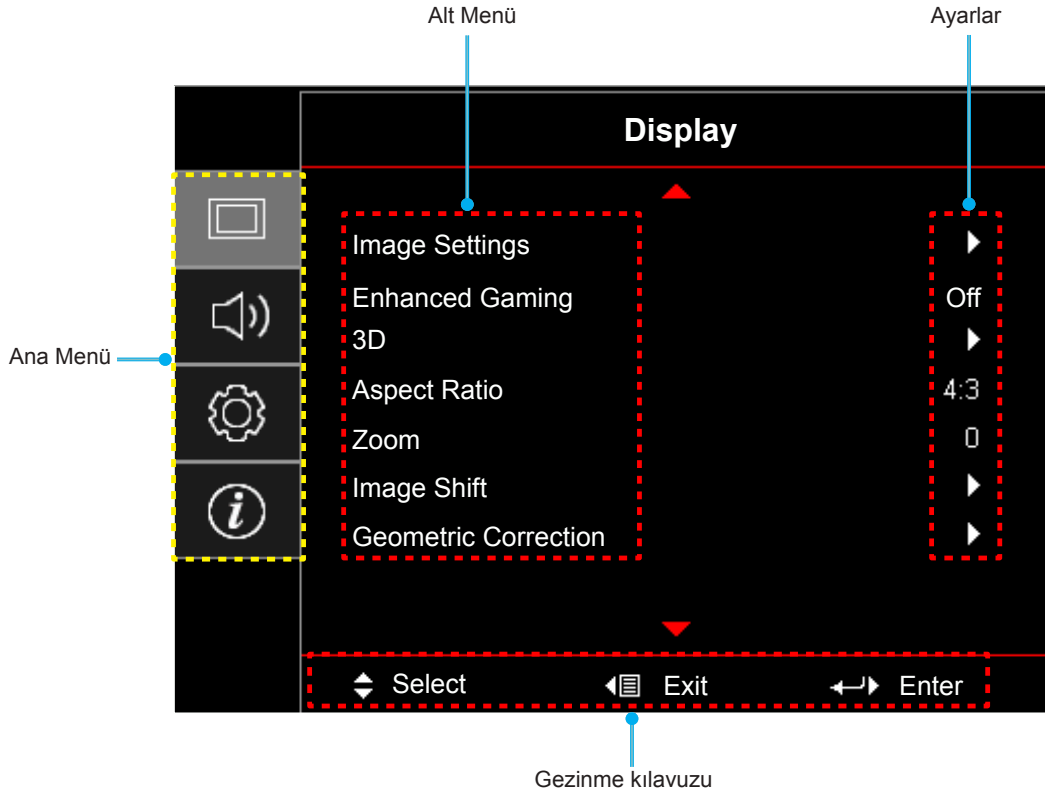 Alt Menü Ayarlar
Display
Image Settings
Enhanced Gaming Off
3D
Ana Menü
Aspect Ratio 4:3
Zoom 0
Image Shift
Geometric Correction
Select Exit Enter
Gezinme kılavuzu